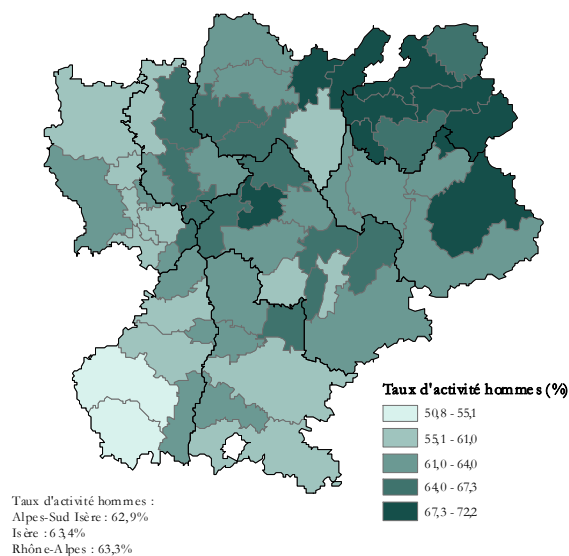 Taux d'activité hommes (%)
50,8 - 55,1
55,1 - 61,0
61,0 - 64,0
64,0 - 67,3
67,3 - 72,2
Taux d'activité hommes :
Alpes-Sud Isère : 62,9%
Isère : 63,4%
Rhône-Alpes : 63,3%